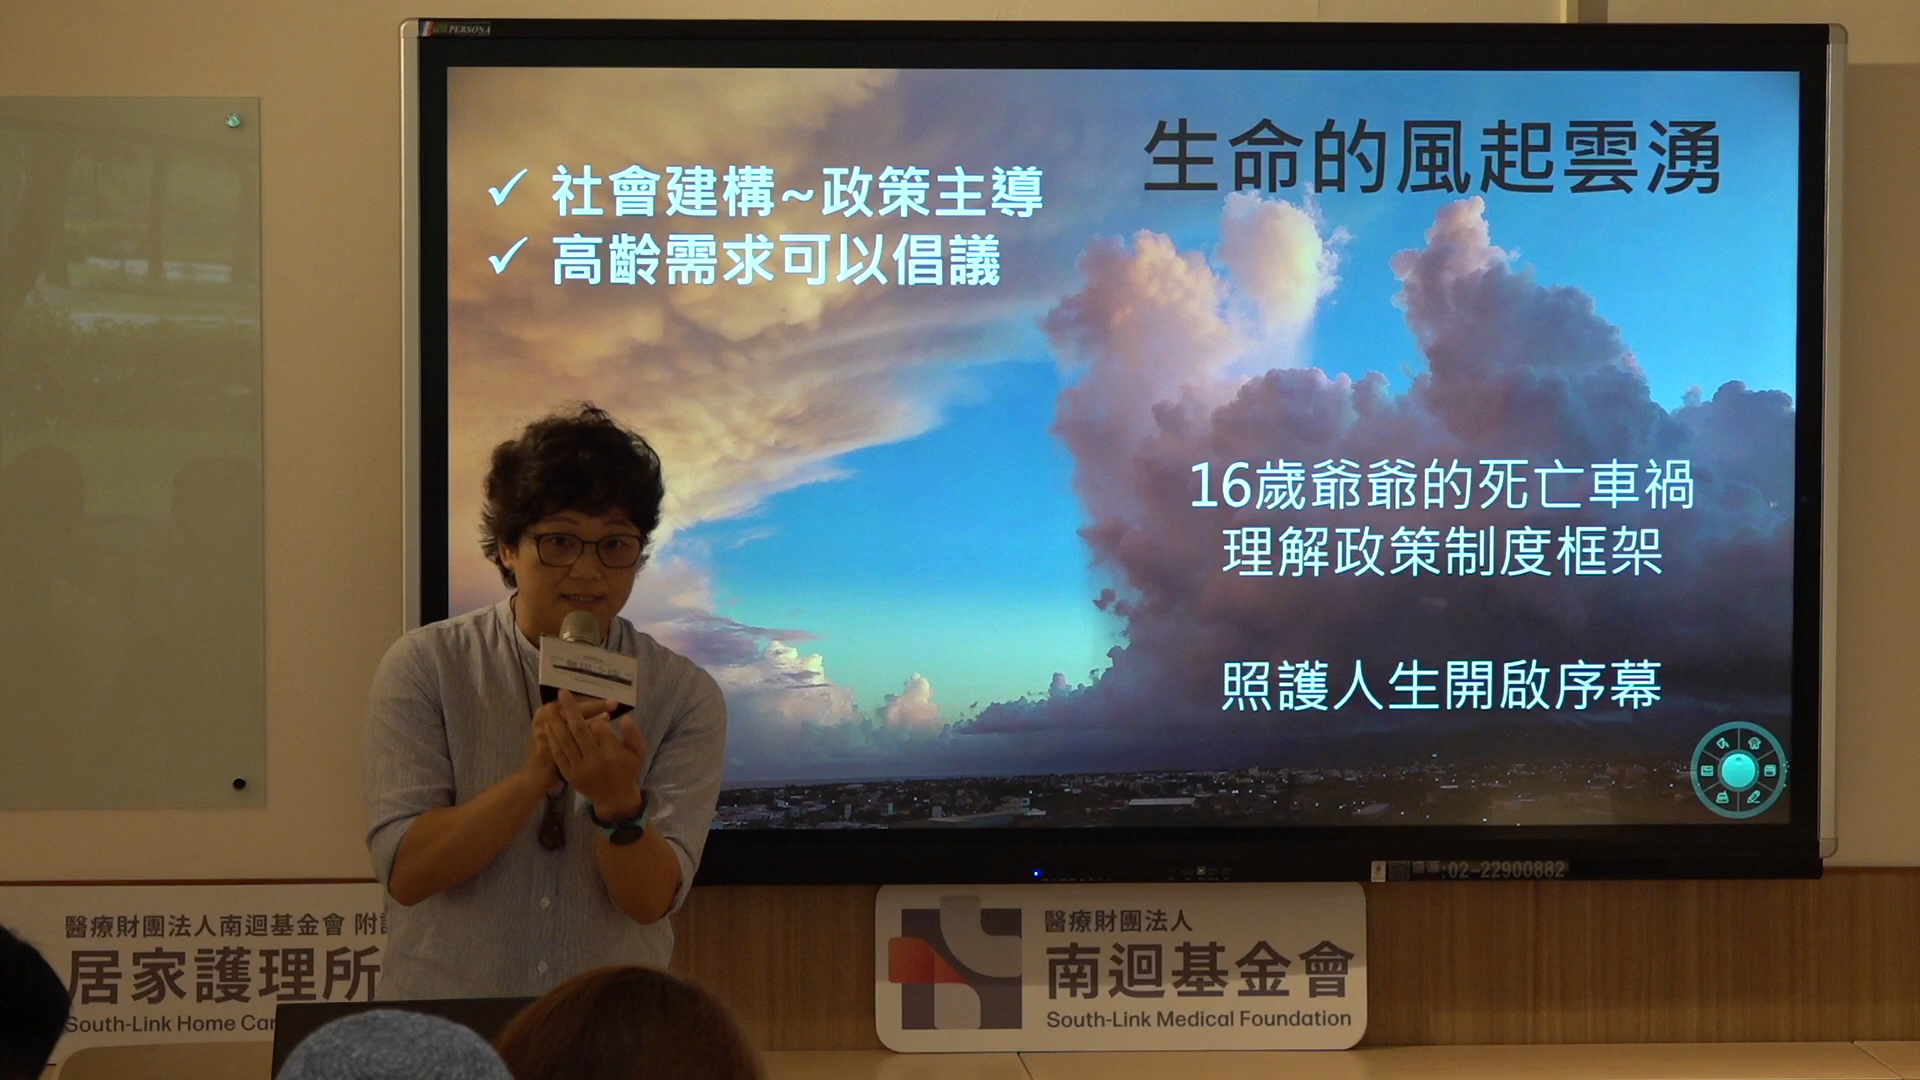 PERSONA
生命的風起雲湧
✓ 社會建構~政策主導
✓ 高齡需求可以倡議
16歲爺爺的死亡車禍
理解政策制度框架
照護人生開啟序幕
:02-22900882
醫療財團法人南迴基金會 附
居家護理所
South-Link Home Car
醫療財團法人
南迴基金會
South-Link Medical Foundation